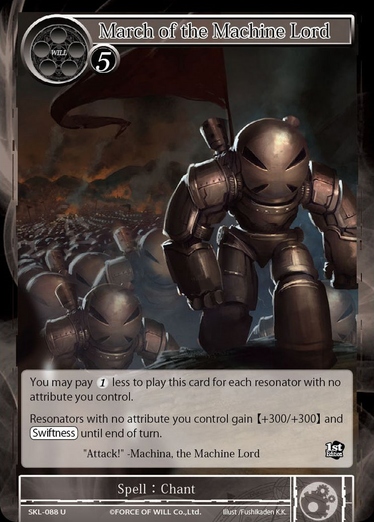 March of the Machine Lord
WILL
5
You may pay 1 less to play this card for each resonator with no
attribute you control.
Resonators with no attribute you control gain 【+300/+300】 and
Swiftness until end of turn.
"Attack!" -Machina, the Machine Lord
1st
Edition
Spell : Chant
SKL-088 U
©FORCE OF WILL Co.,Ltd.
Illust /Fushikaden K.K.